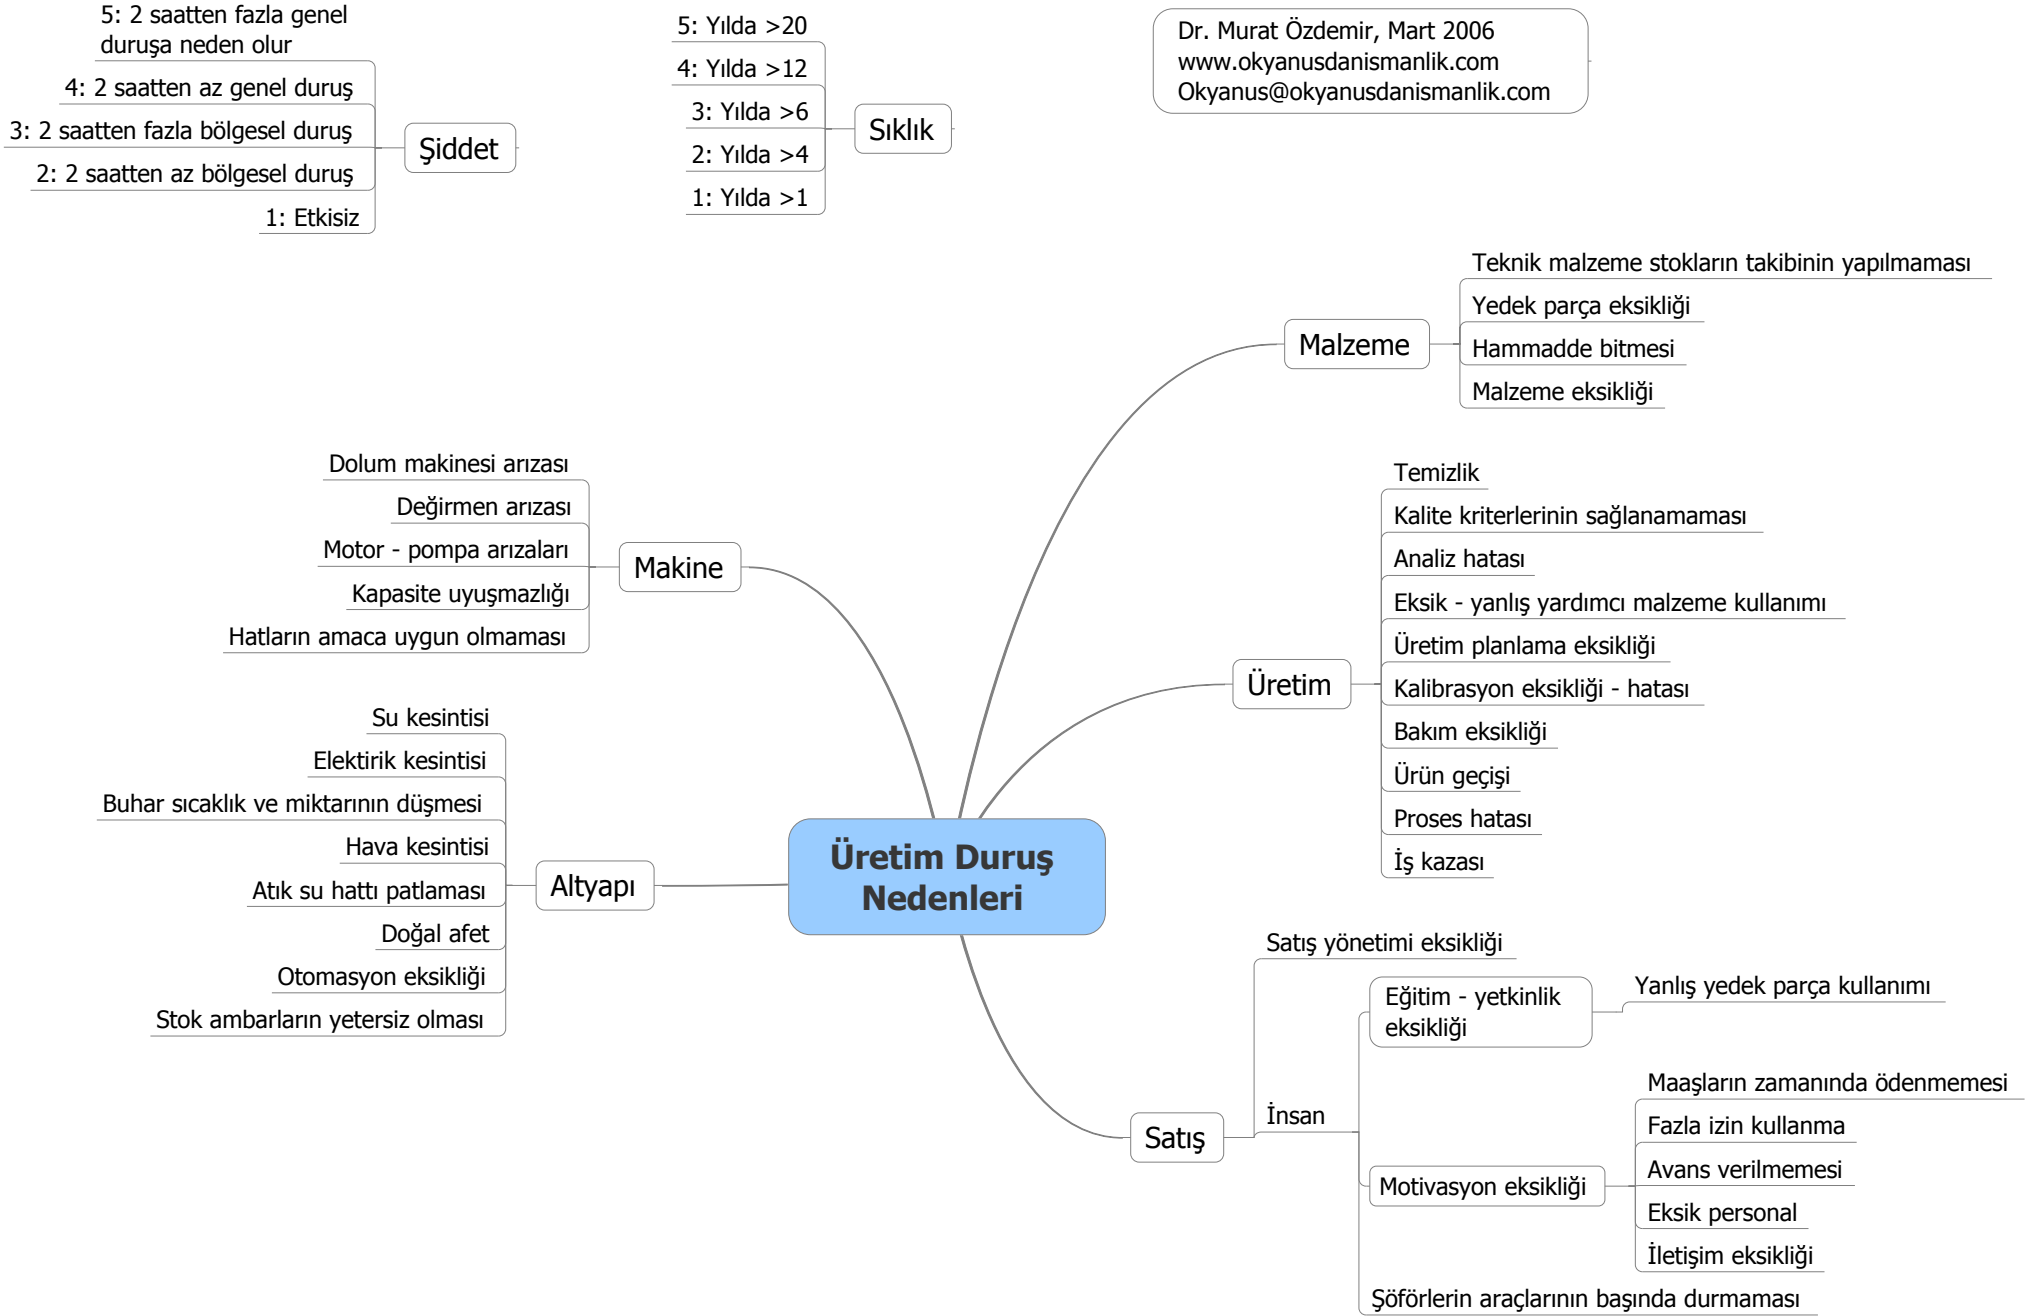 5: 2 saatten fazla genel
duruşa neden olur
4: 2 saatten az genel duruş
3: 2 saatten fazla bölgesel duruş
2: 2 saatten az bölgesel duruş
1: Etkisiz
Şiddet
5: Yılda >20
4: Yılda >12
3: Yılda >6
2: Yılda >4
1: Yılda >1
Sıklık
Dr. Murat Özdemir, Mart 2006
www.okyanusdanismanlik.com
Okyanus@okyanusdanismanlik.com
Malzeme
Teknik malzeme stokların takibinin yapılmaması
Yedek parça eksikliği
Hammadde bitmesi
Malzeme eksikliği
Dolum makinesi arızası
Değirmen arızası
Motor - pompa arızaları
Kapasite uyuşmazlığı
Hatların amaca uygun olmaması
Makine
Üretim
Temizlik
Kalite kriterlerinin sağlanamaması
Analiz hatası
Eksik - yanlış yardımcı malzeme kullanımı
Üretim planlama eksikliği
Kalibrasyon eksikliği - hatası
Bakım eksikliği
Ürün geçişi
Proses hatası
İş kazası
Su kesintisi
Elektirik kesintisi
Buhar sıcaklık ve miktarının düşmesi
Hava kesintisi
Atık su hattı patlaması
Doğal afet
Otomasyon eksikliği
Stok ambarların yetersiz olması
Altyapı
Üretim Duruş
Nedenleri
Satış
Satış yönetimi eksikliği
İnsan
Eğitim - yetkinlik
eksikliği
Yanlış yedek parça kullanımı
Motivasyon eksikliği
Maaşların zamanında ödenmemesi
Fazla izin kullanma
Avans verilmemesi
Eksik personal
İletişim eksikliği
Şöförlerin araçlarının başında durmaması